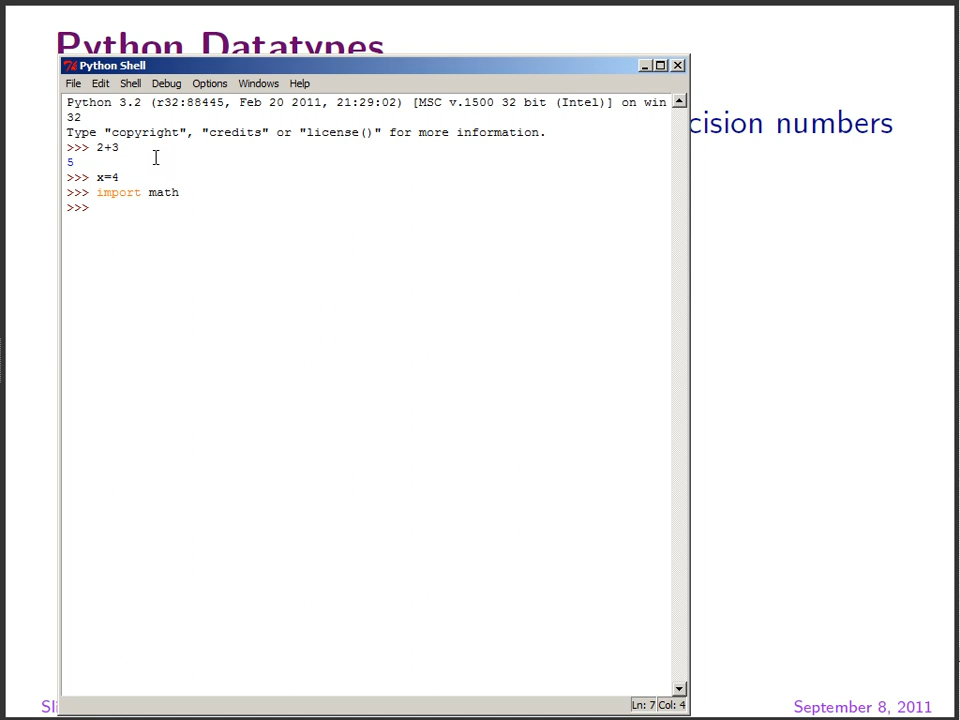 Python Datatypes
Python Shell
File Edit Shell Debug Options Windows Help
Python 3.2 (r32:88445, Feb 20 2011, 21:29:02) [MSC v.1500 32 bit (Intel)] on win
32
Type "copyright", "credits" or "license()" for more information.
>>> 2+3
5
>>> x=4
>>> import math
>>>
cision numbers
Ln: 7 Col: 4
Sli
September 8, 2011